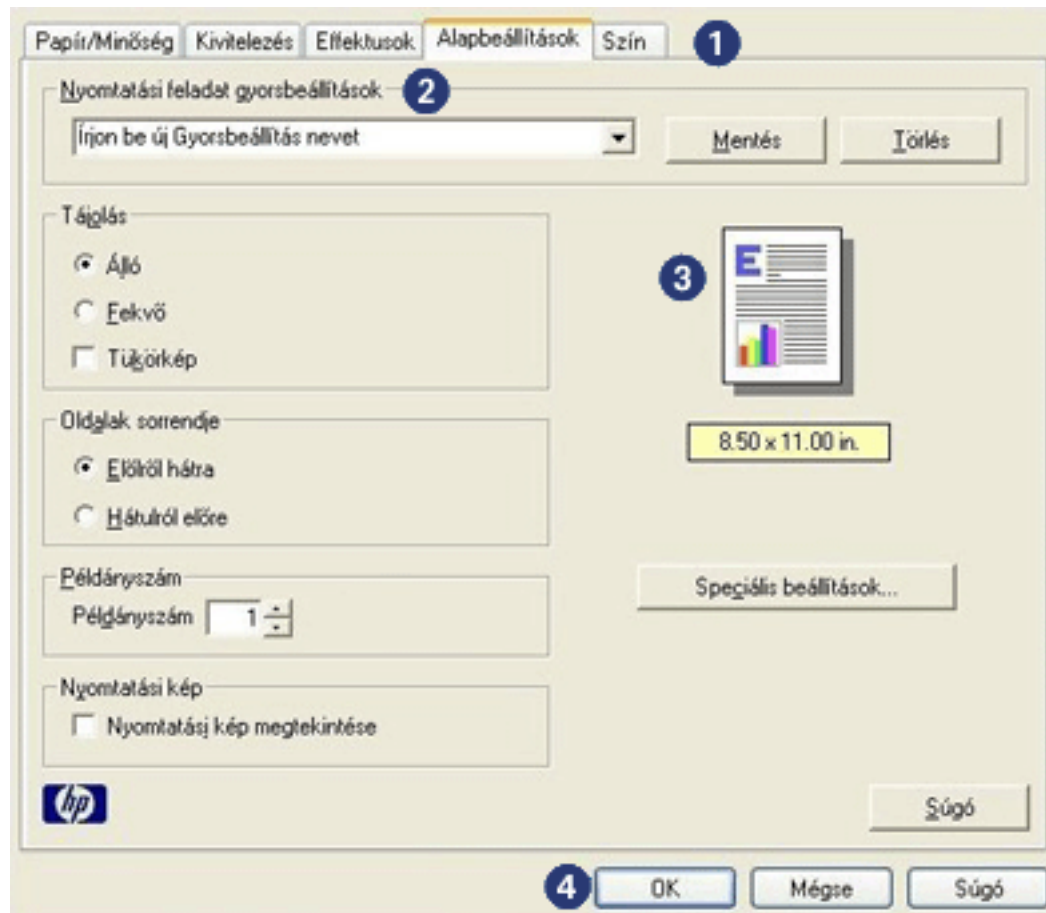 Papír/Minőség Kivitelezés Effektusok Alapbeállítások Szín 1
Nyomtatási feladat gyorsbeállítások 2
Írjon be új Gyorsbeállítás nevet Mentés Törlés
Tájolás
Álló
Fekvő
Tükörkép
3
E
8.50 x 11.00 in.
Oldalak sorrendje
Elölről hátra
Hátulról előre
Példányszám
Példányszám 1
Speciális beállítások...
Nyomtatási kép
Nyomtatási kép megtekintése
hp
Súgó
4 OK Mégse Súgó